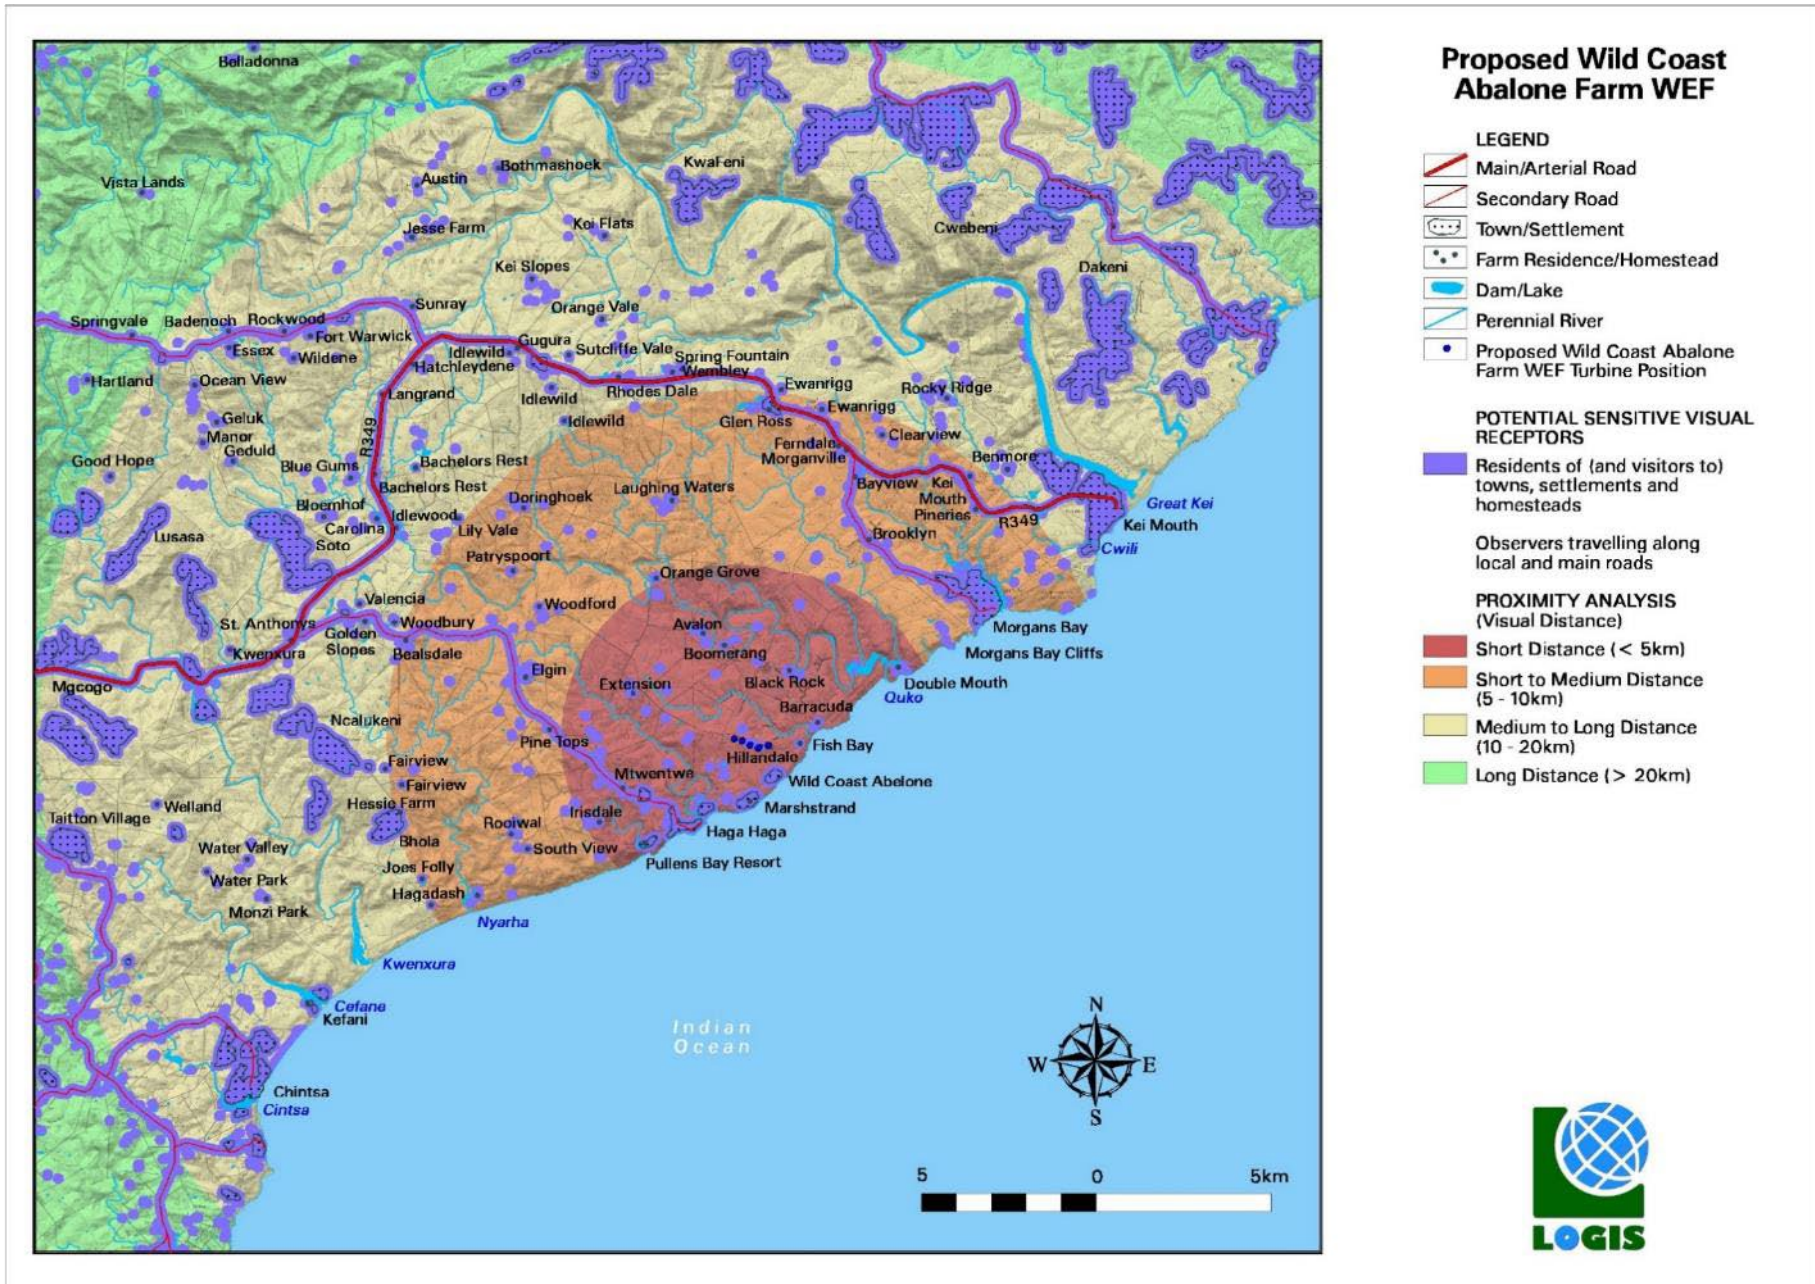 Proposed Wild Coast
Abalone Farm WEF
LEGEND
Main/Arterial Road
Secondary Road
Town/Settlement
Farm Residence/Homestead
Dam/Lake
Perennial River
Proposed Wild Coast Abalone
Farm WEF Turbine Position
POTENTIAL SENSITIVE VISUAL
RECEPTORS
Residents of (and visitors to)
towns, settlements and
homesteads
Observers travelling along
local and main roads
PROXIMITY ANALYSIS
(Visual Distance)
Short Distance (< 5km)
Short to Medium Distance
(5 - 10km)
Medium to Long Distance
(10 - 20km)
Long Distance (> 20km)
LOGIS
Belladonna
Bothmashoek
KwaFeni
Vista Lands
Austin
Jesse Farm
Koi Flats
Cwebeni
Kei Slopes
Dakeni
Orange Vale
Sunray
Springvale
Badenoch
Rockwood
Fort Warwick
Essex
Wildene
Idlewild
Gugura
Sutcliffe Vale
Spring Fountain
Wembley
Hatchleydene
Hartland
Ocean View
Langrand
Idlewild
Rhodes Dale
Ewanrigg
Rocky Ridge
Ewanrigg
Geluk
Idlewild
Glen Ross
Clearview
Manor
Geduld
R349
Ferndale
Morganville
Good Hope
Blue Gums
Bachelors Rest
Benmore
Bachelors Rest
Doringhoek
Laughing Waters
Bayview
Kei
Mouth
Pineries
Great Kei
Bloemhof
Idlewood
R349
Kei Mouth
Carolina
Lily Vale
Brooklyn
Lusasa
Soto
Cwili
Patryspoort
Orange Grove
Valencia
Woodford
St. Anthonys
Woodbury
Avalon
Morgans Bay
Golden
Slopes
Kwenxura
Bealsdale
Boomerang
Morgans Bay Cliffs
Elgin
Mgcogo
Extension
Black Rock
Double Mouth
Quko
Barracuda
Ncalukeni
Pine Tops
Fish Bay
Hillandale
Fairview
Mtwentwe
Wild Coast Abelone
Fairview
Welland
Hessie Farm
Irisdale
Marshstrand
Taitton Village
Rooiwal
Haga Haga
Bhola
Water Valley
South View
Pullens Bay Resort
Joes Folly
Water Park
Hagadash
Monzi Park
Nyarha
Kwenxura
Cefane
Kefani
Indian
Ocean
N
W
E
S
Chintsa
Cintsa
5
0
5km